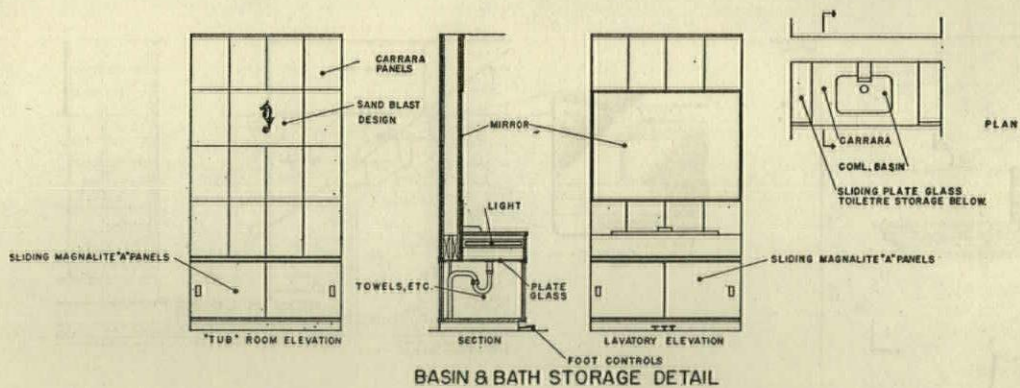 CARRARA
PANELS
SAND BLAST
DESIGN
SLIDING MAGNALITE "A" PANELS
"TUB" ROOM ELEVATION
MIRROR
LIGHT
TOWELS, ETC.
PLATE
GLASS
SECTION
FOOT CONTROLS
SLIDING MAGNALITE "A" PANELS
LAVATORY ELEVATION
PLAN
CARRARA
COML. BASIN
SLIDING PLATE GLASS
TOILETRE STORAGE BELOW.
BASIN & BATH STORAGE DETAIL